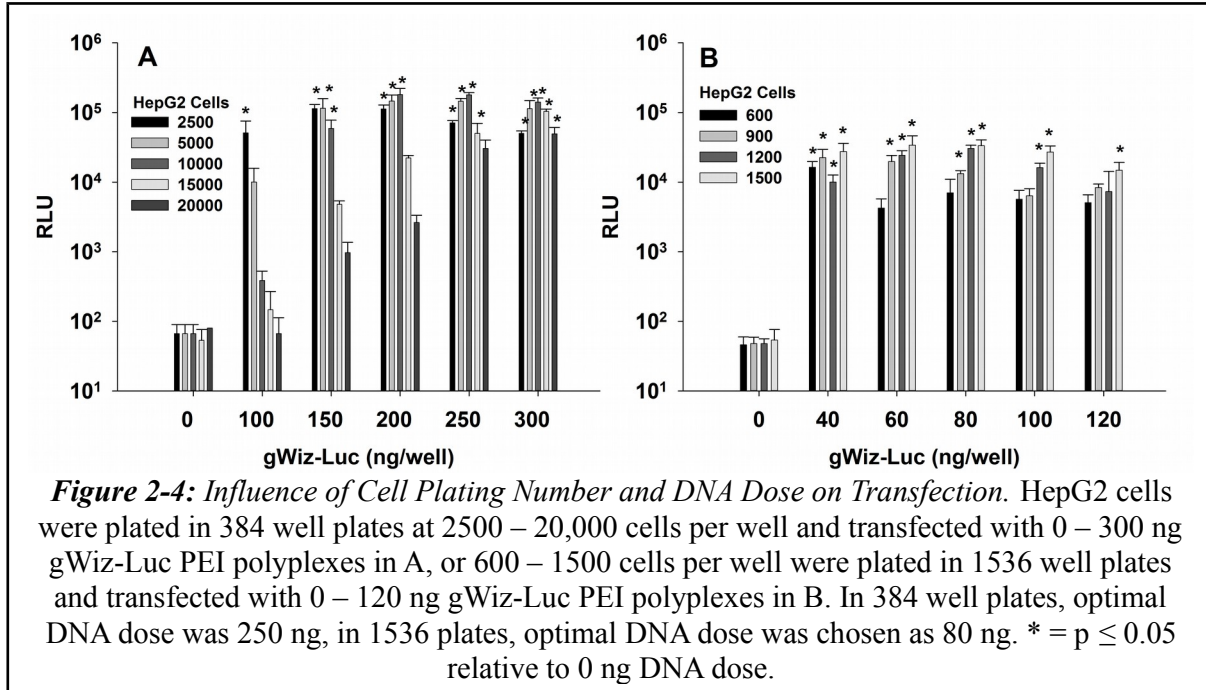 A
B
10⁶
10⁵
10⁴
10³
10²
10¹
RLU
HepG2 Cells
2500
5000
10000
15000
20000
* * * * * * * * * * * * * * * * *
0 100 150 200 250 300
gWiz-Luc (ng/well)
10⁶
10⁵
10⁴
10³
10²
10¹
RLU
HepG2 Cells
600
900
1200
1500
* * * * * * * * * * * * *
0 40 60 80 100 120
gWiz-Luc (ng/well)
Figure 2-4: Influence of Cell Plating Number and DNA Dose on Transfection. HepG2 cells
were plated in 384 well plates at 2500 – 20,000 cells per well and transfected with 0 – 300 ng
gWiz-Luc PEI polyplexes in A, or 600 – 1500 cells per well were plated in 1536 well plates
and transfected with 0 – 120 ng gWiz-Luc PEI polyplexes in B. In 384 well plates, optimal
DNA dose was 250 ng, in 1536 plates, optimal DNA dose was chosen as 80 ng. * = p ≤ 0.05
relative to 0 ng DNA dose.